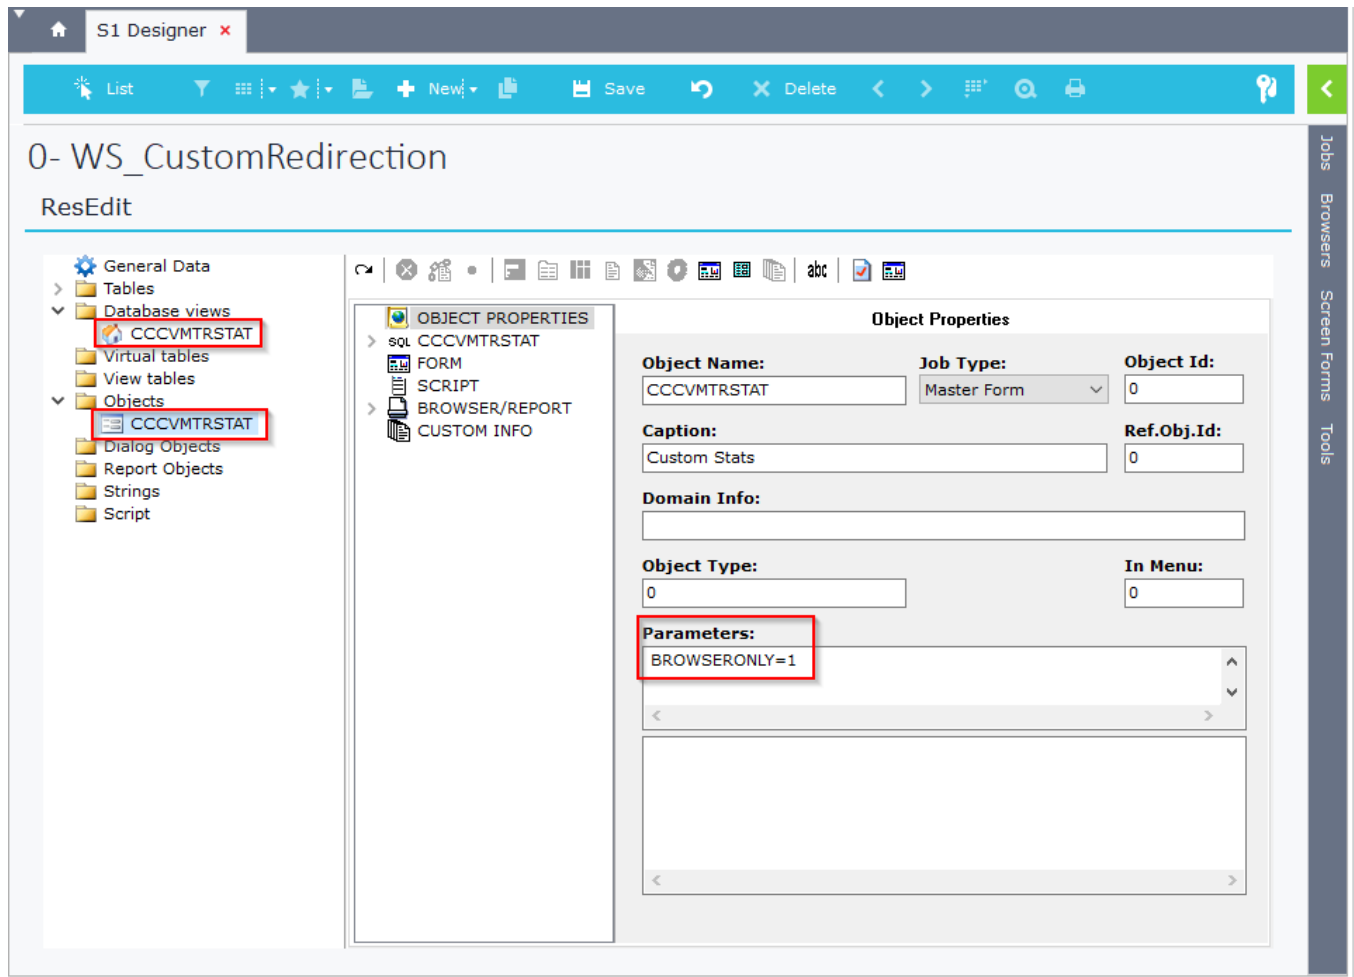 S1 Designer ×
List
New
Save
Delete
0- WS_CustomRedirection
ResEdit
General Data
Tables
Database views
CCCVMTRSTAT
Virtual tables
View tables
Objects
CCCVMTRSTAT
Dialog Objects
Report Objects
Strings
Script
abc
OBJECT PROPERTIES
SQL CCCVMTRSTAT
FORM
SCRIPT
BROWSER/REPORT
CUSTOM INFO
Object Properties
Object Name:
Job Type:
Object Id:
CCCVMTRSTAT
Master Form
0
Caption:
Ref.Obj.Id:
Custom Stats
0
Domain Info:
Object Type:
In Menu:
0
0
Parameters:
BROWSERONLY=1
Jobs
Browsers
Screen Forms
Tools